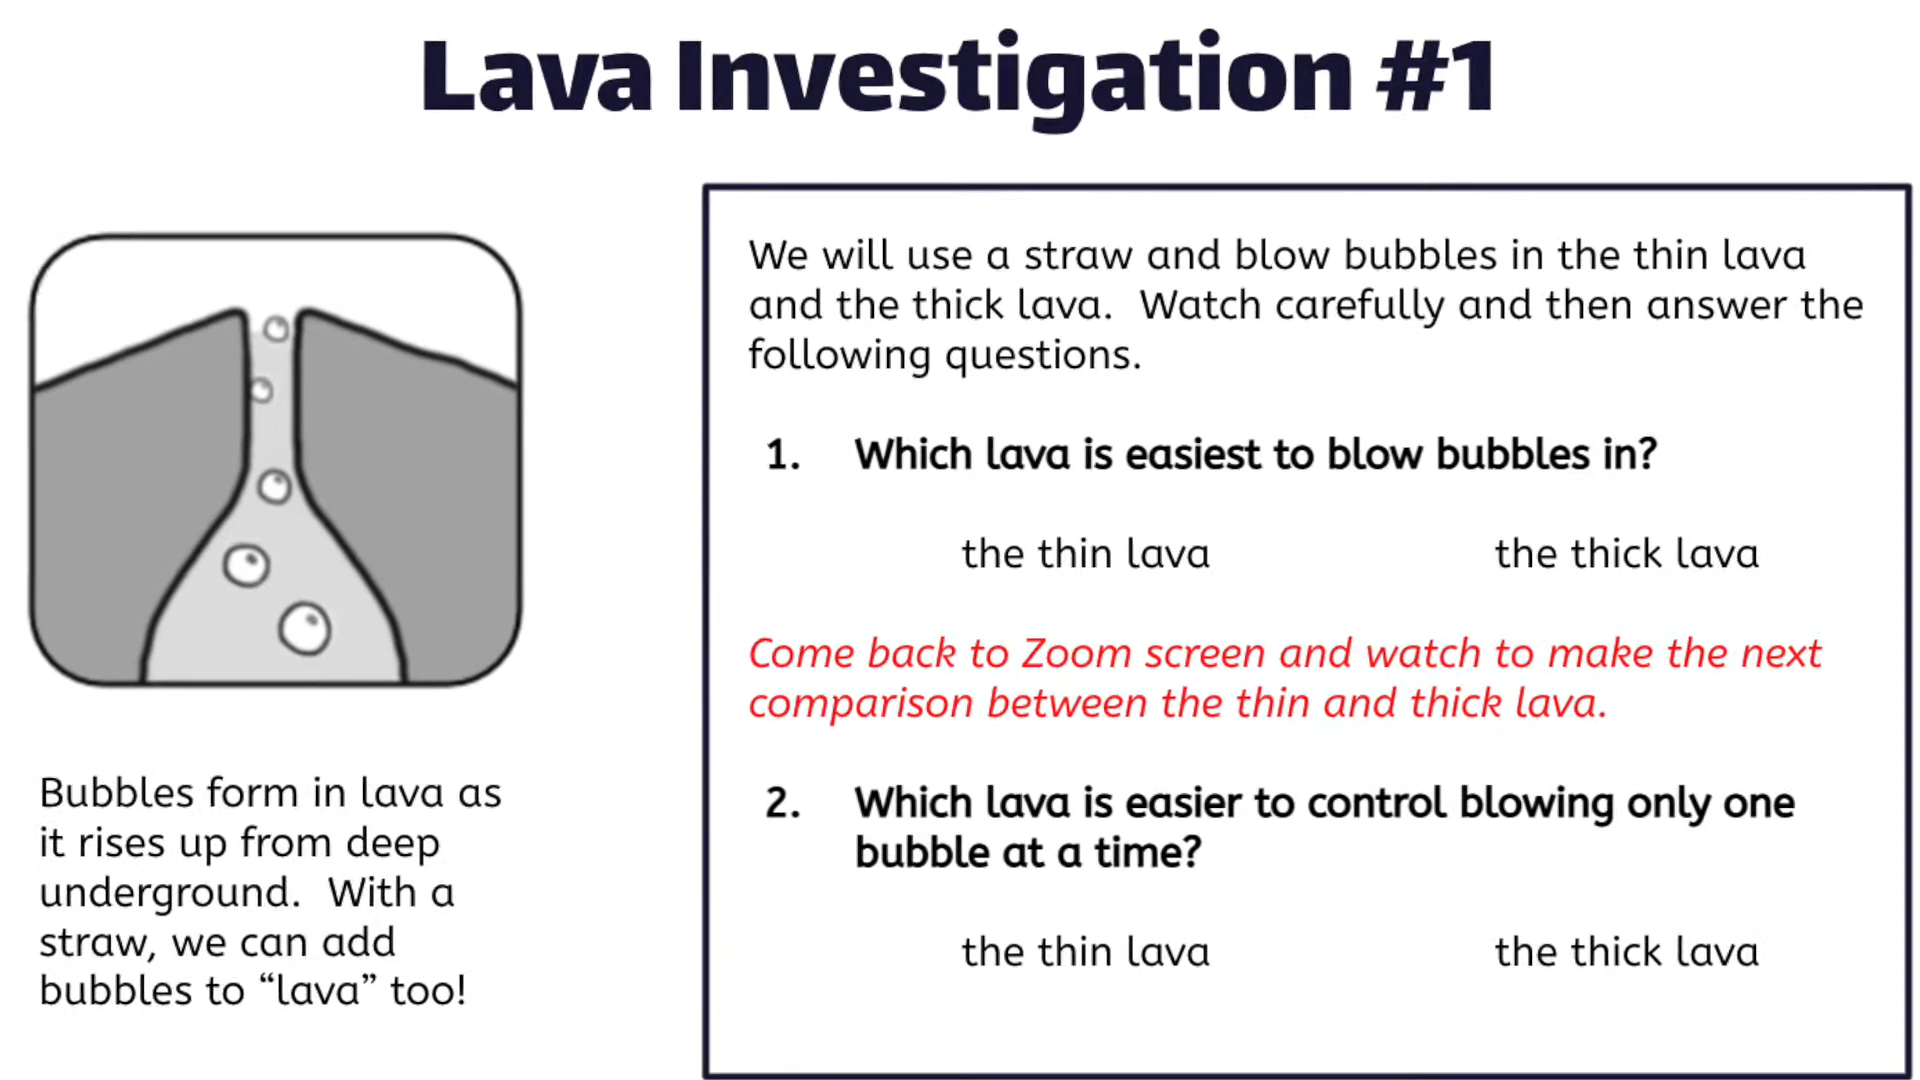 Lava Investigation #1
Bubbles form in lava as
it rises up from deep
underground. With a
straw, we can add
bubbles to “lava” too!
We will use a straw and blow bubbles in the thin lava
and the thick lava. Watch carefully and then answer the
following questions.
1. Which lava is easiest to blow bubbles in?
the thin lava the thick lava
Come back to Zoom screen and watch to make the next
comparison between the thin and thick lava.
2. Which lava is easier to control blowing only one
bubble at a time?
the thin lava the thick lava